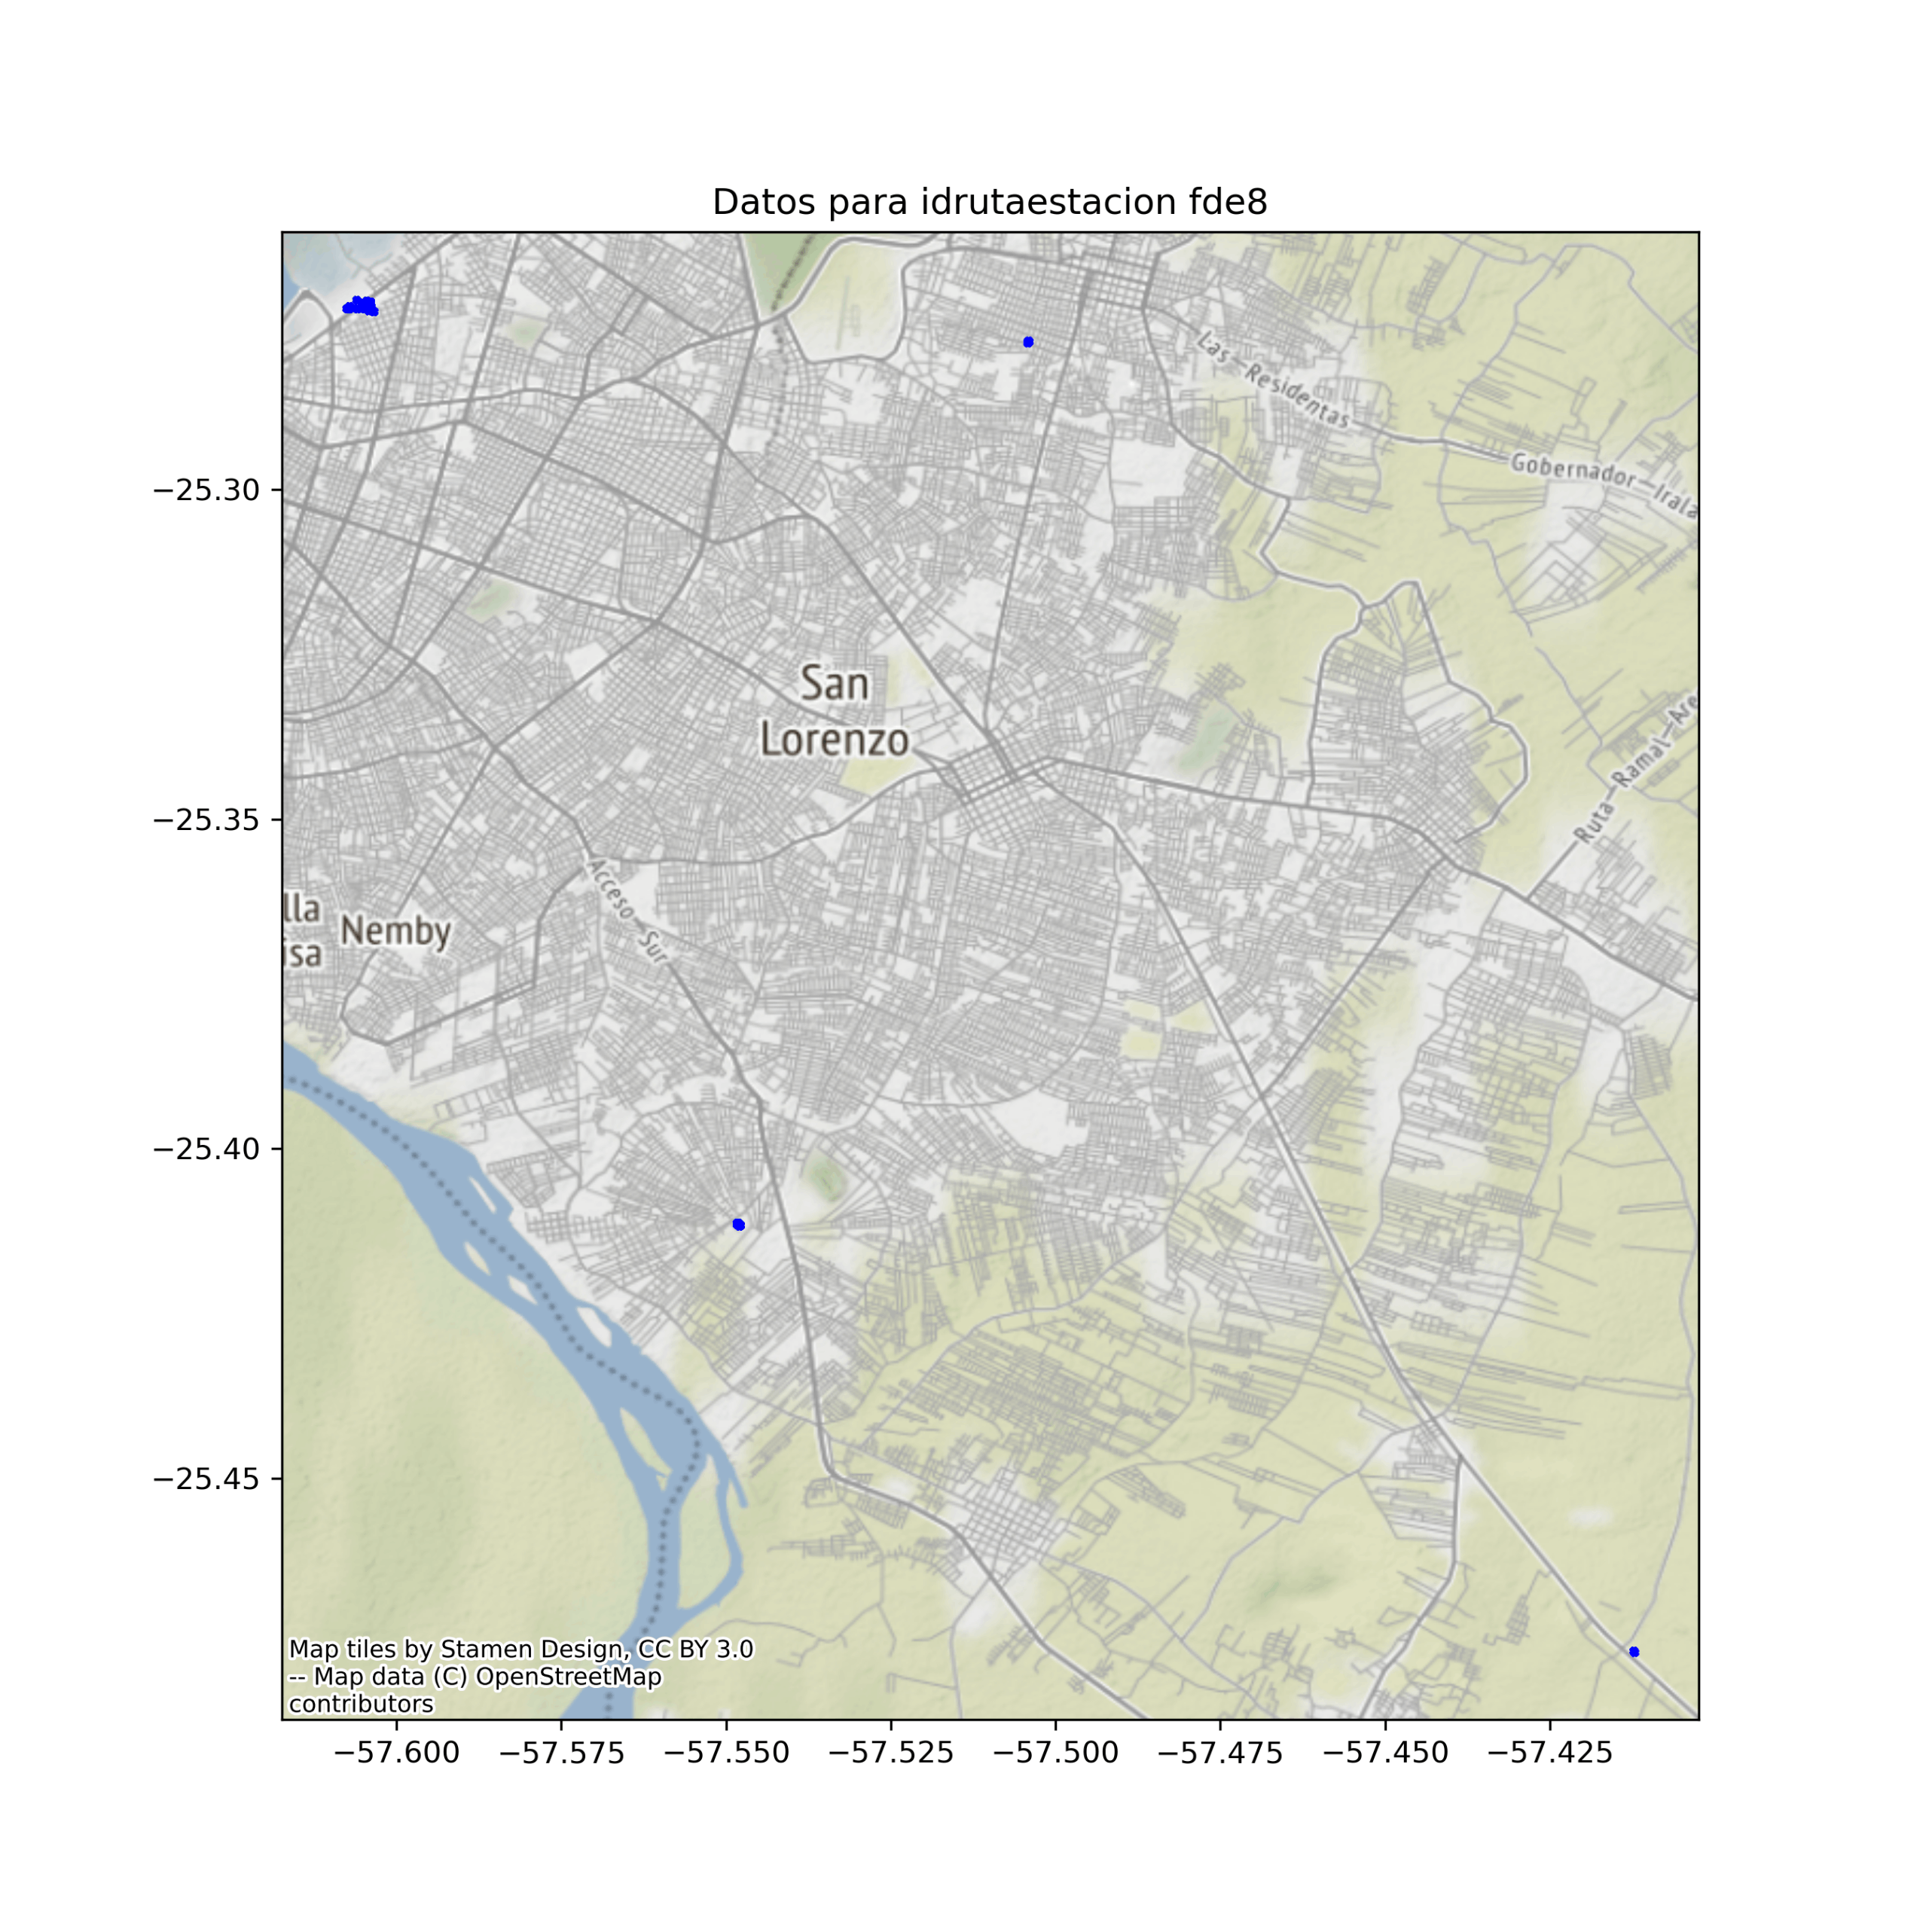 Datos para idrutaestacion fde8
−25.30
−25.35
−25.40
−25.45
Las Residentas
Gobernador Irala
San
Lorenzo
Ruta Ramal Are
Acceso Sur
lla
isa
Nemby
Map tiles by Stamen Design, CC BY 3.0
-- Map data (C) OpenStreetMap
contributors
−57.600
−57.575
−57.550
−57.525
−57.500
−57.475
−57.450
−57.425